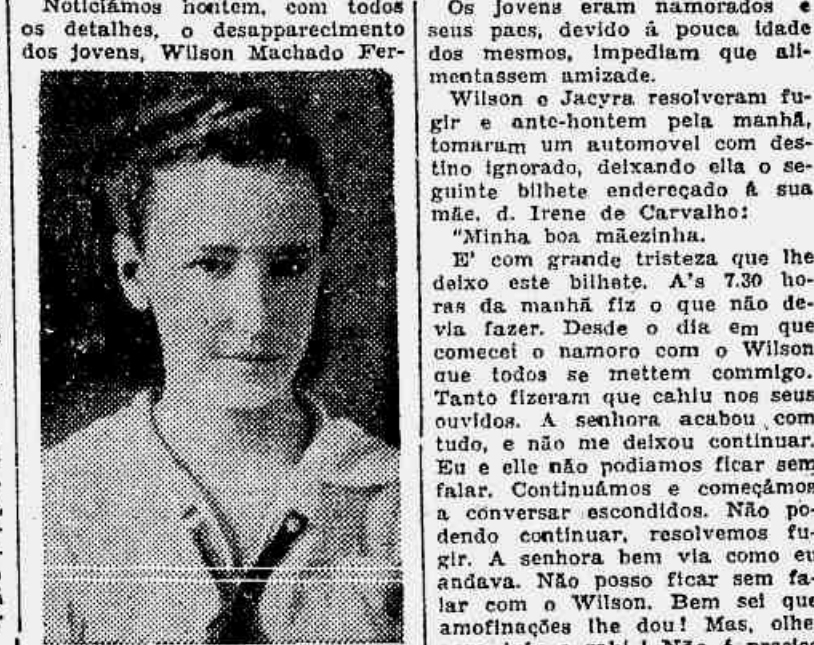 Noticiámos hontem, com todos
os detalhes, o desapparecimento
dos jovens, Wilson Machado Fer-
Os jovens eram namorados e
seus paes, devido á pouca idade
dos mesmos, impediam que ali-
mentassem amizade.
Wilson e Jacyra resolveram fu-
gir e ante-hontem pela manhã,
tomaram um automovel com des-
tino ignorado, deixando ella o se-
guinte bilhete endereçado á sua
mãe, d. Irene de Carvalho:
"Minha boa mãezinha.
E' com grande tristeza que lhe
deixo este bilhete. A's 7.30 ho-
ras da manhã fiz o que não de-
via fazer. Desde o dia em que
comecei o namoro com o Wilson
que todos se mettem commigo.
Tanto fizeram que cahiu nos seus
ouvidos. A senhora acabou com
tudo, e não me deixou continuar.
Eu e elle não podiamos ficar sem
falar. Continuámos e começámos
a conversar escondidos. Não po-
dendo continuar, resolvemos fu-
gir. A senhora bem via como eu
andava. Não posso ficar sem fa-
lar com o Wilson. Bem sei que
amofinações lhe dou! Mas, olhe